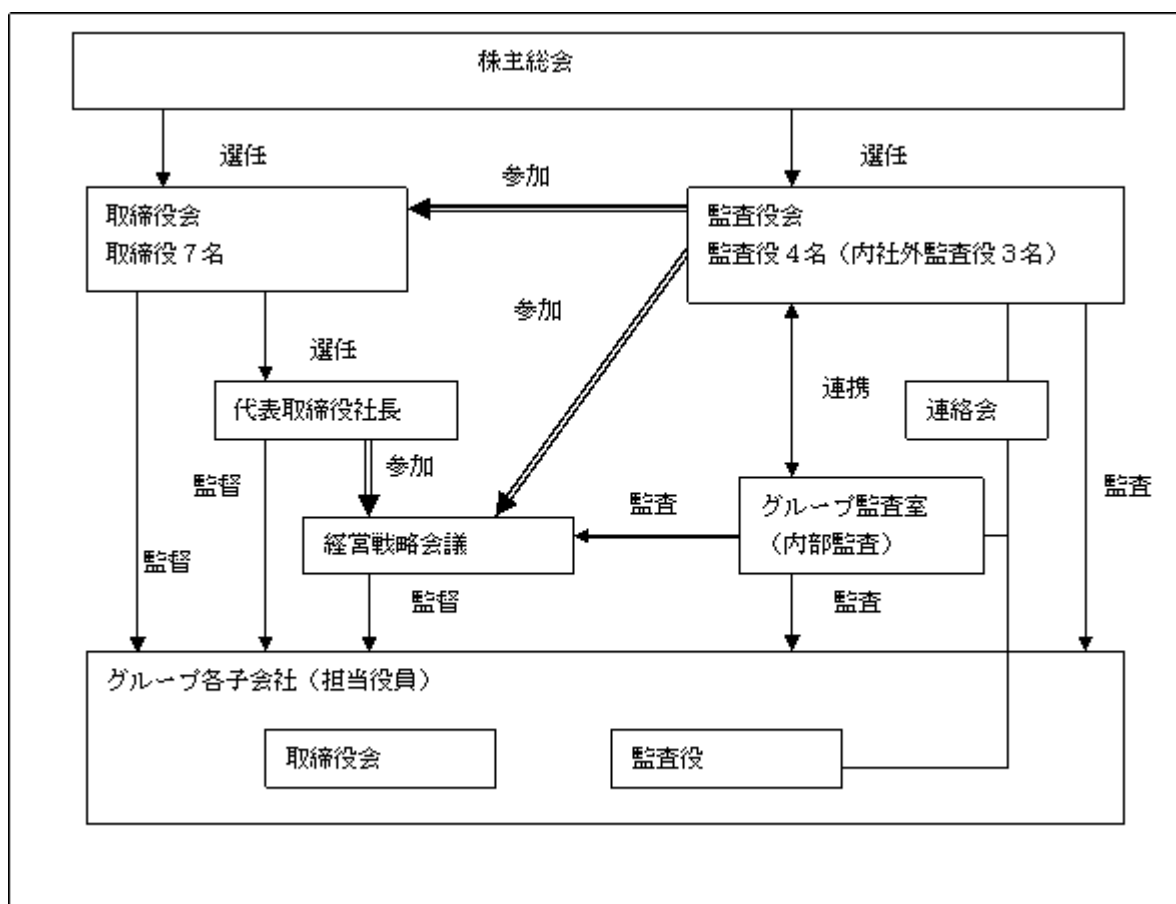 株主総会
選任
選任
参加
取締役会
取締役７名
監査役会
監査役４名（内社外監査役３名）
参加
選任
連携
代表取締役社長
連絡会
参加
監督
監査
グループ監査室
（内部監査）
監査
経営戦略会議
監督
監督
監査
グループ各子会社（担当役員）
取締役会
監査役